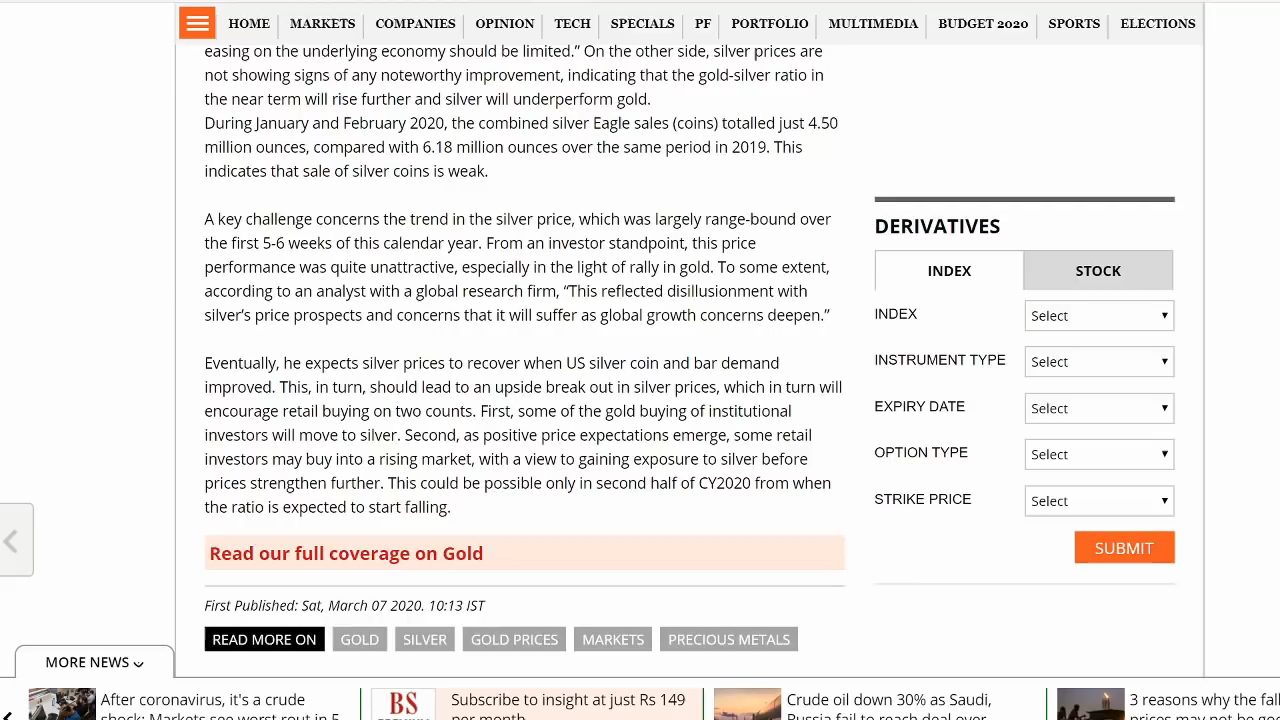 HOME MARKETS COMPANIES OPINION TECH SPECIALS PF PORTFOLIO MULTIMEDIA BUDGET 2020 SPORTS ELECTIONS
easing on the underlying economy should be limited.” On the other side, silver prices are
not showing signs of any noteworthy improvement, indicating that the gold-silver ratio in
the near term will rise further and silver will underperform gold.
During January and February 2020, the combined silver Eagle sales (coins) totalled just 4.50
million ounces, compared with 6.18 million ounces over the same period in 2019. This
indicates that sale of silver coins is weak.
A key challenge concerns the trend in the silver price, which was largely range-bound over
the first 5-6 weeks of this calendar year. From an investor standpoint, this price
performance was quite unattractive, especially in the light of rally in gold. To some extent,
according to an analyst with a global research firm, “This reflected disillusionment with
silver’s price prospects and concerns that it will suffer as global growth concerns deepen.”
Eventually, he expects silver prices to recover when US silver coin and bar demand
improved. This, in turn, should lead to an upside break out in silver prices, which in turn will
encourage retail buying on two counts. First, some of the gold buying of institutional
investors will move to silver. Second, as positive price expectations emerge, some retail
investors may buy into a rising market, with a view to gaining exposure to silver before
prices strengthen further. This could be possible only in second half of CY2020 from when
the ratio is expected to start falling.
Read our full coverage on Gold
First Published: Sat, March 07 2020. 10:13 IST
READ MORE ON GOLD SILVER GOLD PRICES MARKETS PRECIOUS METALS
DERIVATIVES
INDEX STOCK
INDEX Select
INSTRUMENT TYPE Select
EXPIRY DATE Select
OPTION TYPE Select
STRIKE PRICE Select
SUBMIT
MORE NEWS
After coronavirus, it's a crude
shock: Markets see worst rout in 5
BS
Subscribe to insight at just Rs 149
per month
Crude oil down 30% as Saudi,
Russia fail to reach deal over
3 reasons why the fall
prices may not be